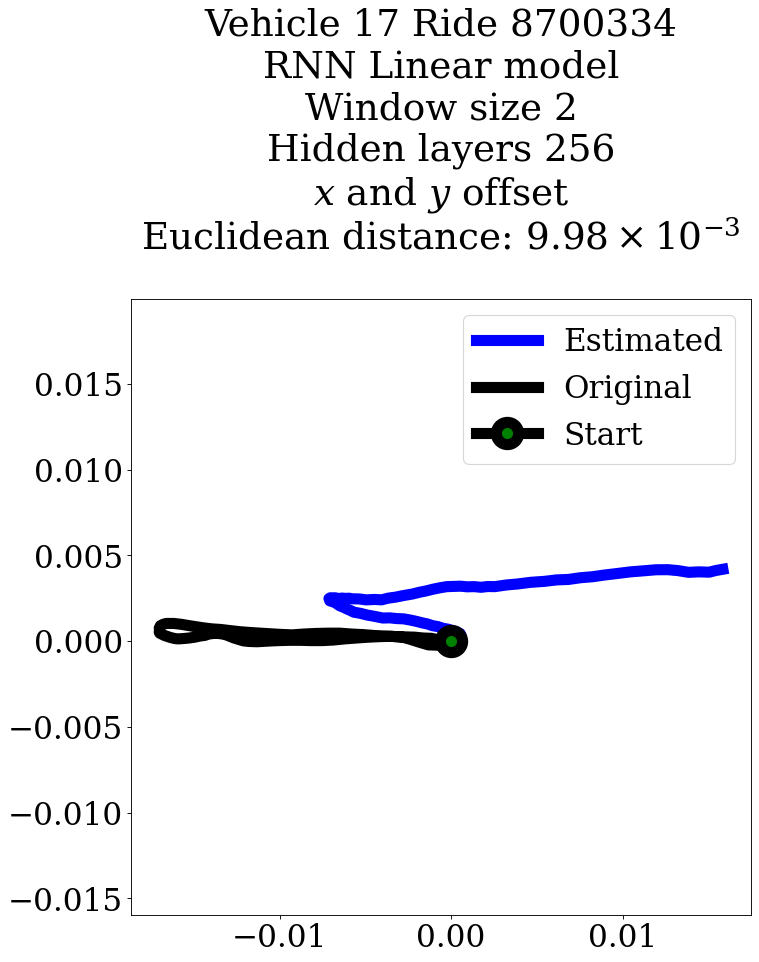 Vehicle 17 Ride 8700334
RNN Linear model
Window size 2
Hidden layers 256
x and y offset
Euclidean distance: 9.98 × 10⁻³
Estimated
Original
Start
0.015
0.010
0.005
0.000
−0.005
−0.010
−0.015
−0.01 0.00 0.01